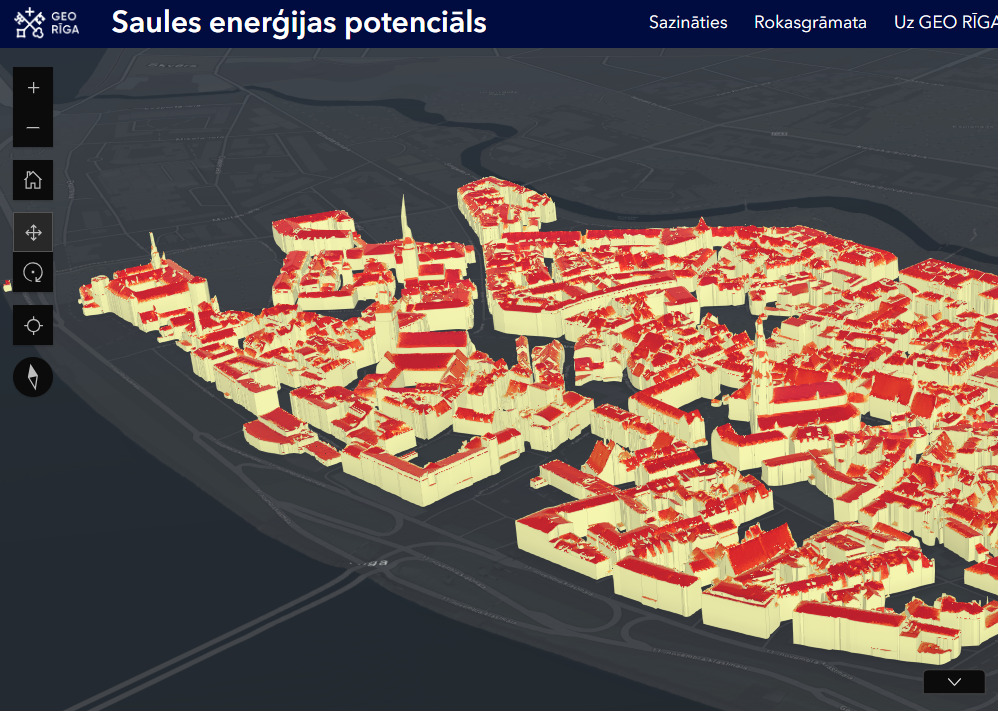 GEO
RĪGA
Saules enerģijas potenciāls
Sazināties
Rokasgrāmata
Uz GEO RĪGA